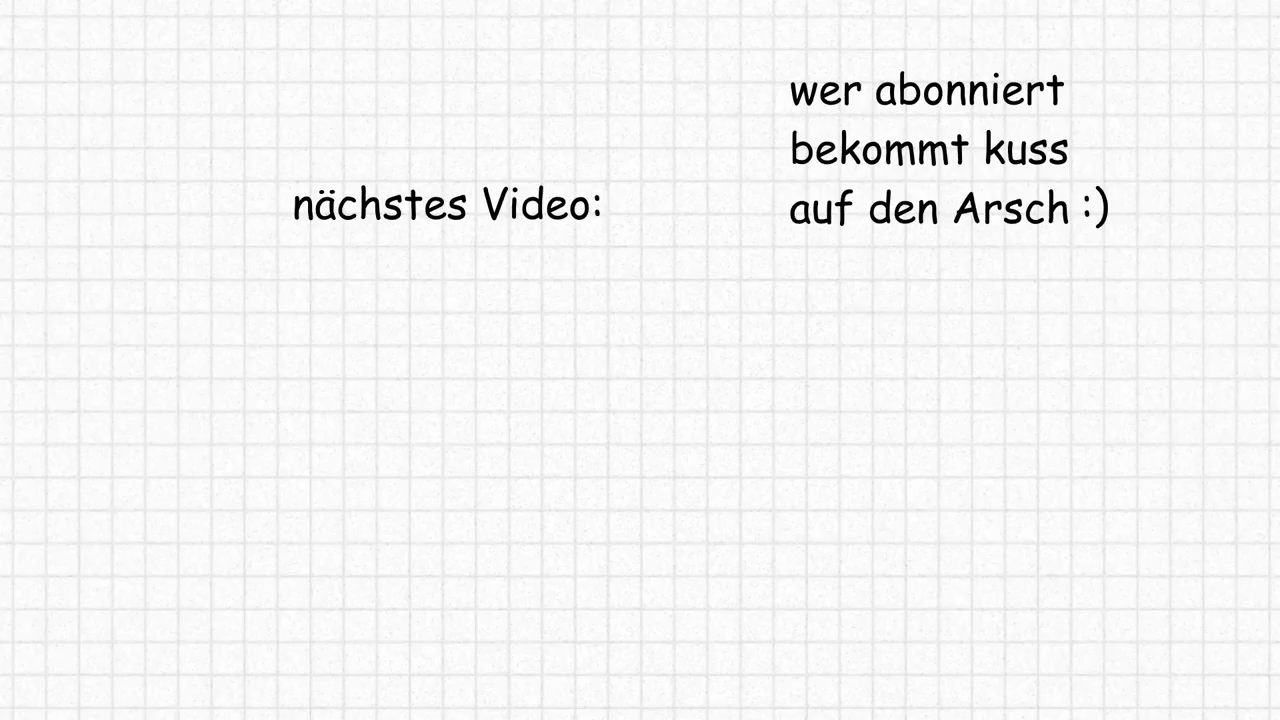 nächstes Video:
wer abonniert
bekommt kuss
auf den Arsch :)